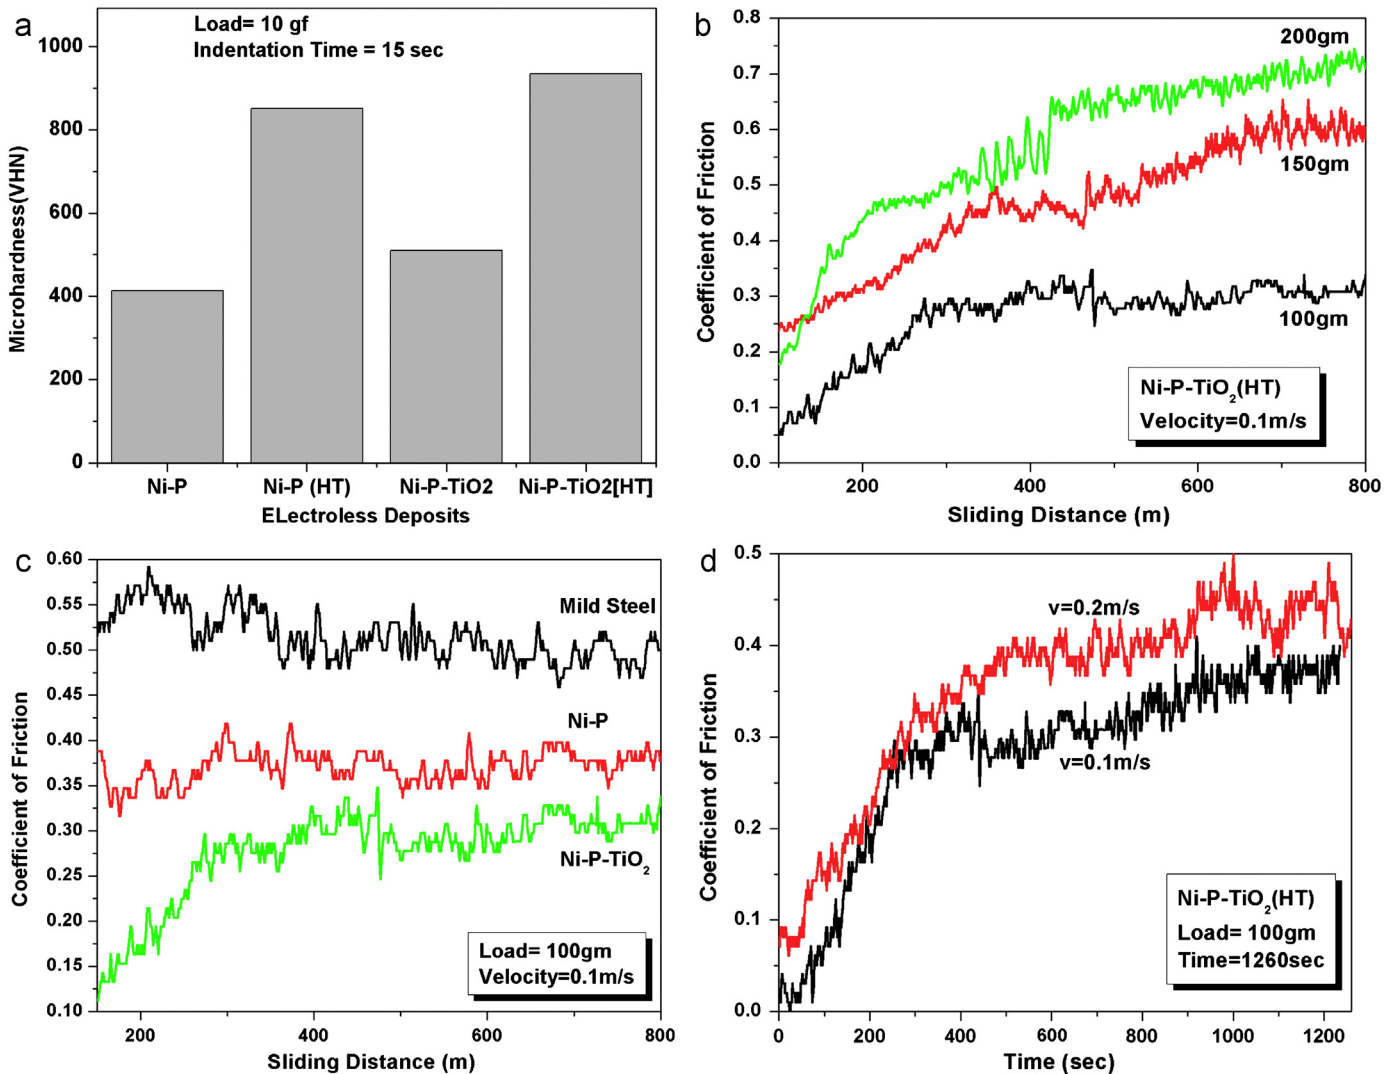 a
Load= 10 gf
Indentation Time = 15 sec
1000
800
600
400
200
0
Microhardness(VHN)
Ni-P
Ni-P (HT)
Ni-P-TiO2
Ni-P-TiO2[HT]
ELectroless Deposits
b
0.8
0.7
0.6
0.5
0.4
0.3
0.2
0.1
0.0
Coefficient of Friction
200gm
150gm
100gm
Ni-P-TiO₂(HT)
Velocity=0.1m/s
200
400
600
800
Sliding Distance (m)
c
0.60
0.55
0.50
0.45
0.40
0.35
0.30
0.25
0.20
0.15
0.10
Coefficient of Friction
Mild Steel
Ni-P
Ni-P-TiO₂
Load= 100gm
Velocity=0.1m/s
200
400
600
800
Sliding Distance (m)
d
0.5
0.4
0.3
0.2
0.1
0.0
Coefficient of Friction
v=0.2m/s
v=0.1m/s
Ni-P-TiO₂(HT)
Load= 100gm
Time=1260sec
0
200
400
600
800
1000
1200
Time (sec)